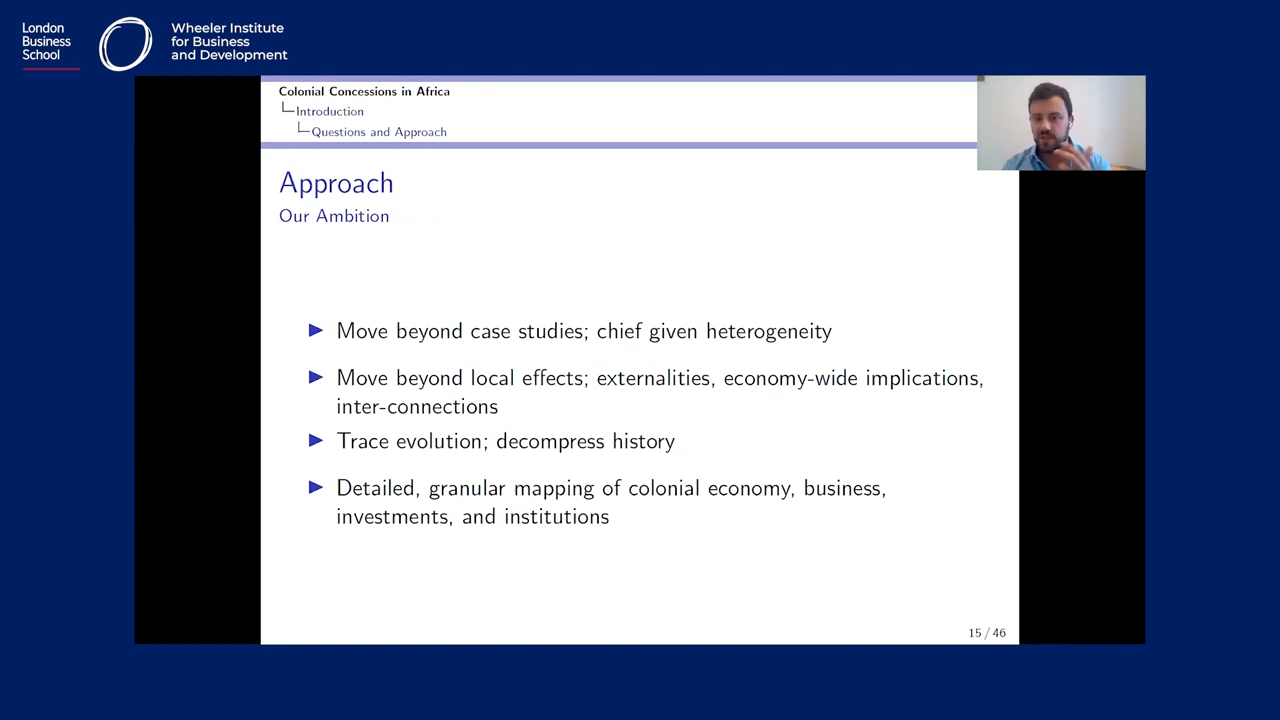 London
Business
School
Wheeler Institute
for Business
and Development
Colonial Concessions in Africa
Introduction
Questions and Approach
Approach
Our Ambition
Move beyond case studies; chief given heterogeneity
Move beyond local effects; externalities, economy-wide implications,
inter-connections
Trace evolution; decompress history
Detailed, granular mapping of colonial economy, business,
investments, and institutions
15 / 46